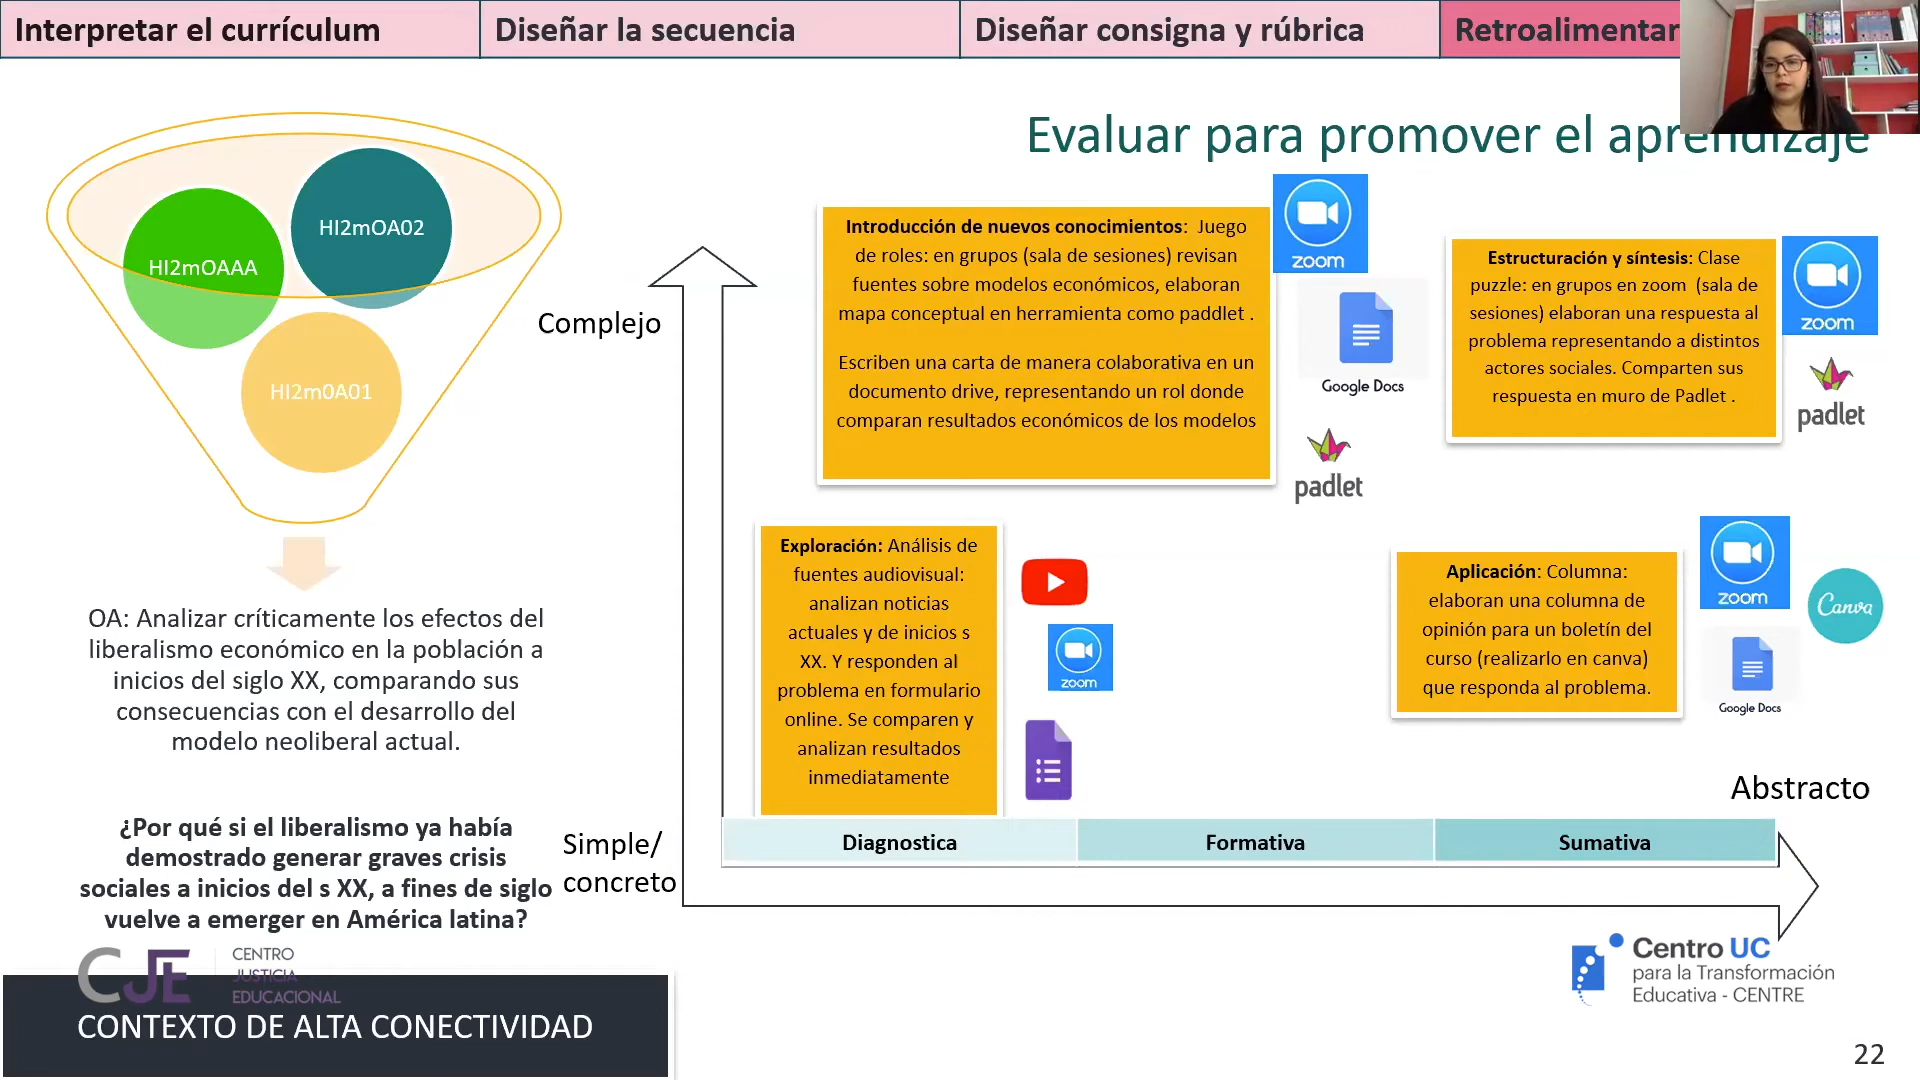 Interpretar el currículum
Diseñar la secuencia
Diseñar consigna y rúbrica
Retroalimentar
Evaluar para promover el aprendizaje
HI2mOAAA
HI2mOA02
HI2m0A01
OA: Analizar críticamente los efectos del
liberalismo económico en la población a
inicios del siglo XX, comparando sus
consecuencias con el desarrollo del
modelo neoliberal actual.
¿Por qué si el liberalismo ya había
demostrado generar graves crisis
sociales a inicios del s XX, a fines de siglo
vuelve a emerger en América latina?
Complejo
Simple/
concreto
Introducción de nuevos conocimientos: Juego
de roles: en grupos (sala de sesiones) revisan
fuentes sobre modelos económicos, elaboran
mapa conceptual en herramienta como paddlet .
Escriben una carta de manera colaborativa en un
documento drive, representando un rol donde
comparan resultados económicos de los modelos
zoom
Google Docs
padlet
Estructuración y síntesis: Clase
puzzle: en grupos en zoom (sala de
sesiones) elaboran una respuesta al
problema representando a distintos
actores sociales. Comparten sus
respuesta en muro de Padlet .
zoom
padlet
Exploración: Análisis de
fuentes audiovisual:
analizan noticias
actuales y de inicios s
XX. Y responden al
problema en formulario
online. Se comparen y
analizan resultados
inmediatamente
zoom
Aplicación: Columna:
elaboran una columna de
opinión para un boletín del
curso (realizarlo en canva)
que responda al problema.
zoom
Canva
Google Docs
Abstracto
Diagnostica
Formativa
Sumativa
CJE
CENTRO
JUSTICIA
EDUCACIONAL
CONTEXTO DE ALTA CONECTIVIDAD
Centro UC
para la Transformación
Educativa - CENTRE
22